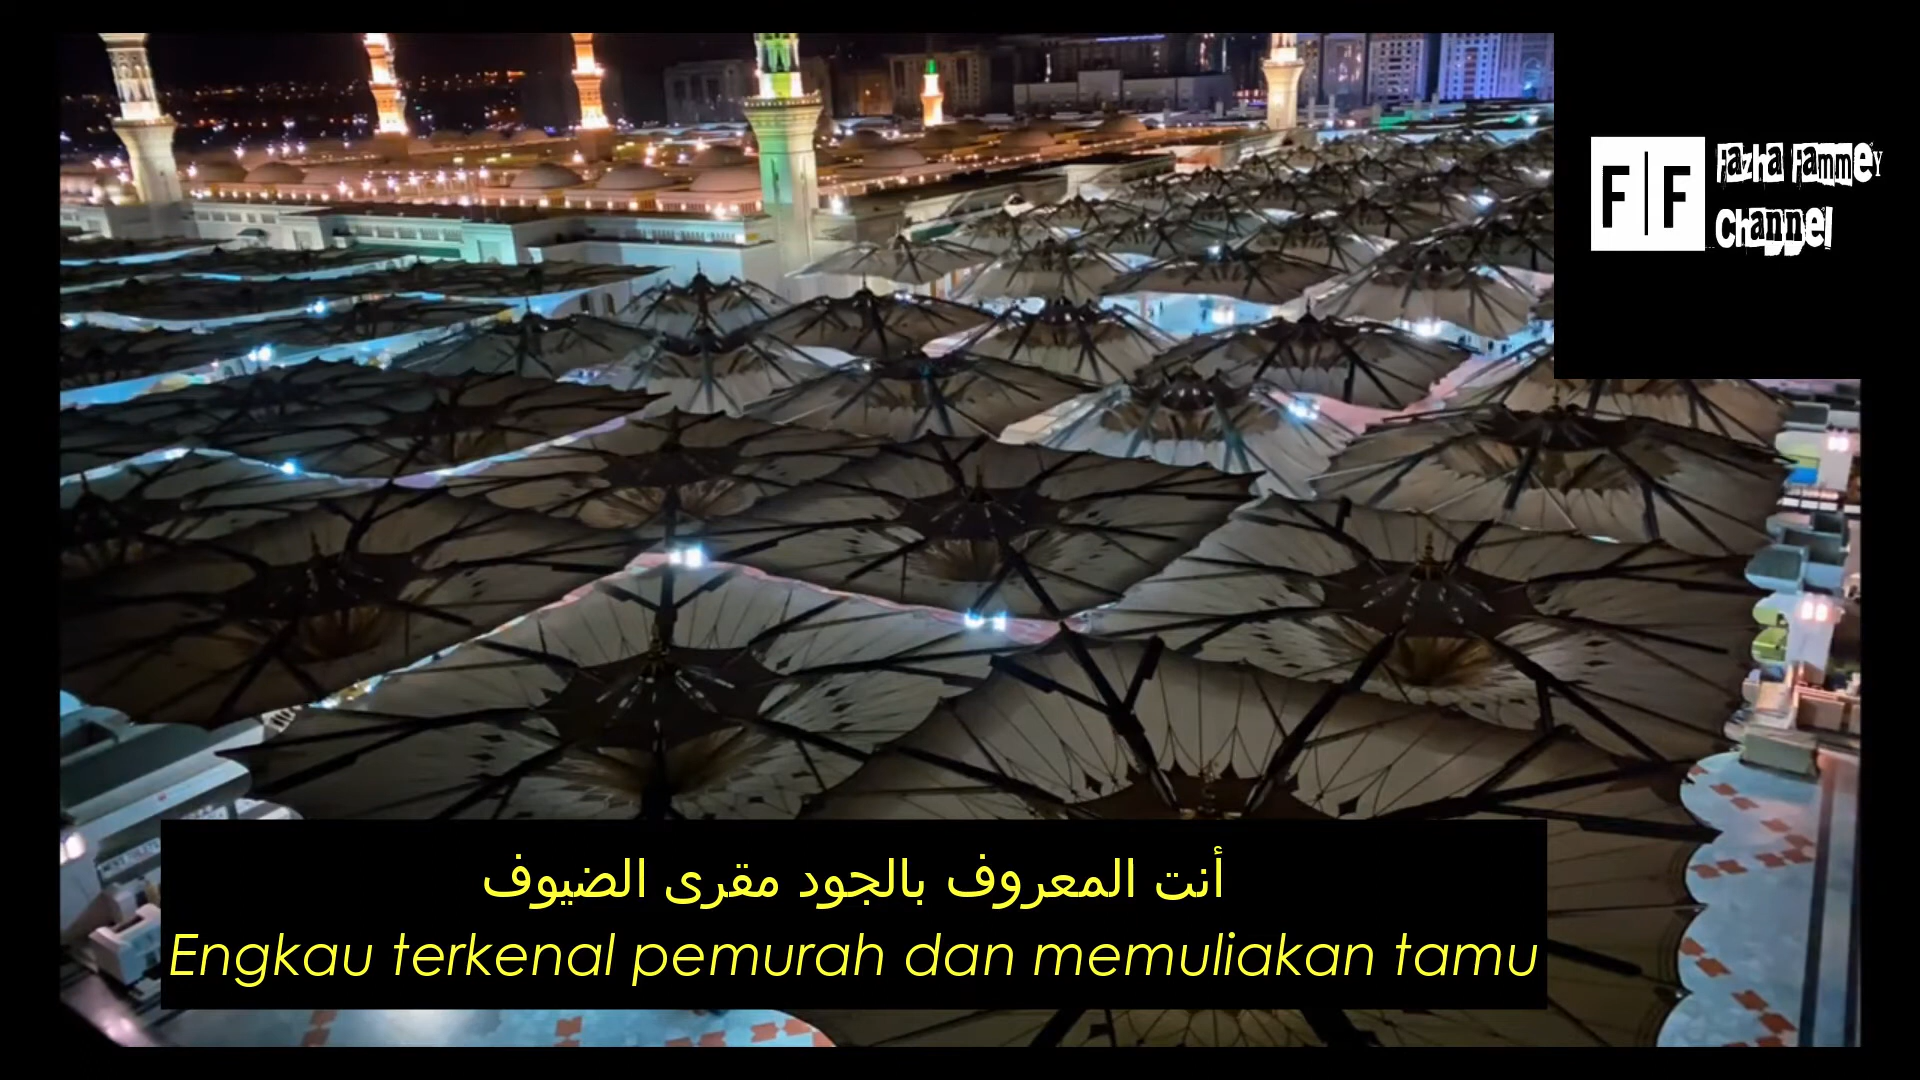 F|F
Fazha Fammey
Channel
أنت المعروف بالجود مقرى الضيوف
Engkau terkenal pemurah dan memuliakan tamu